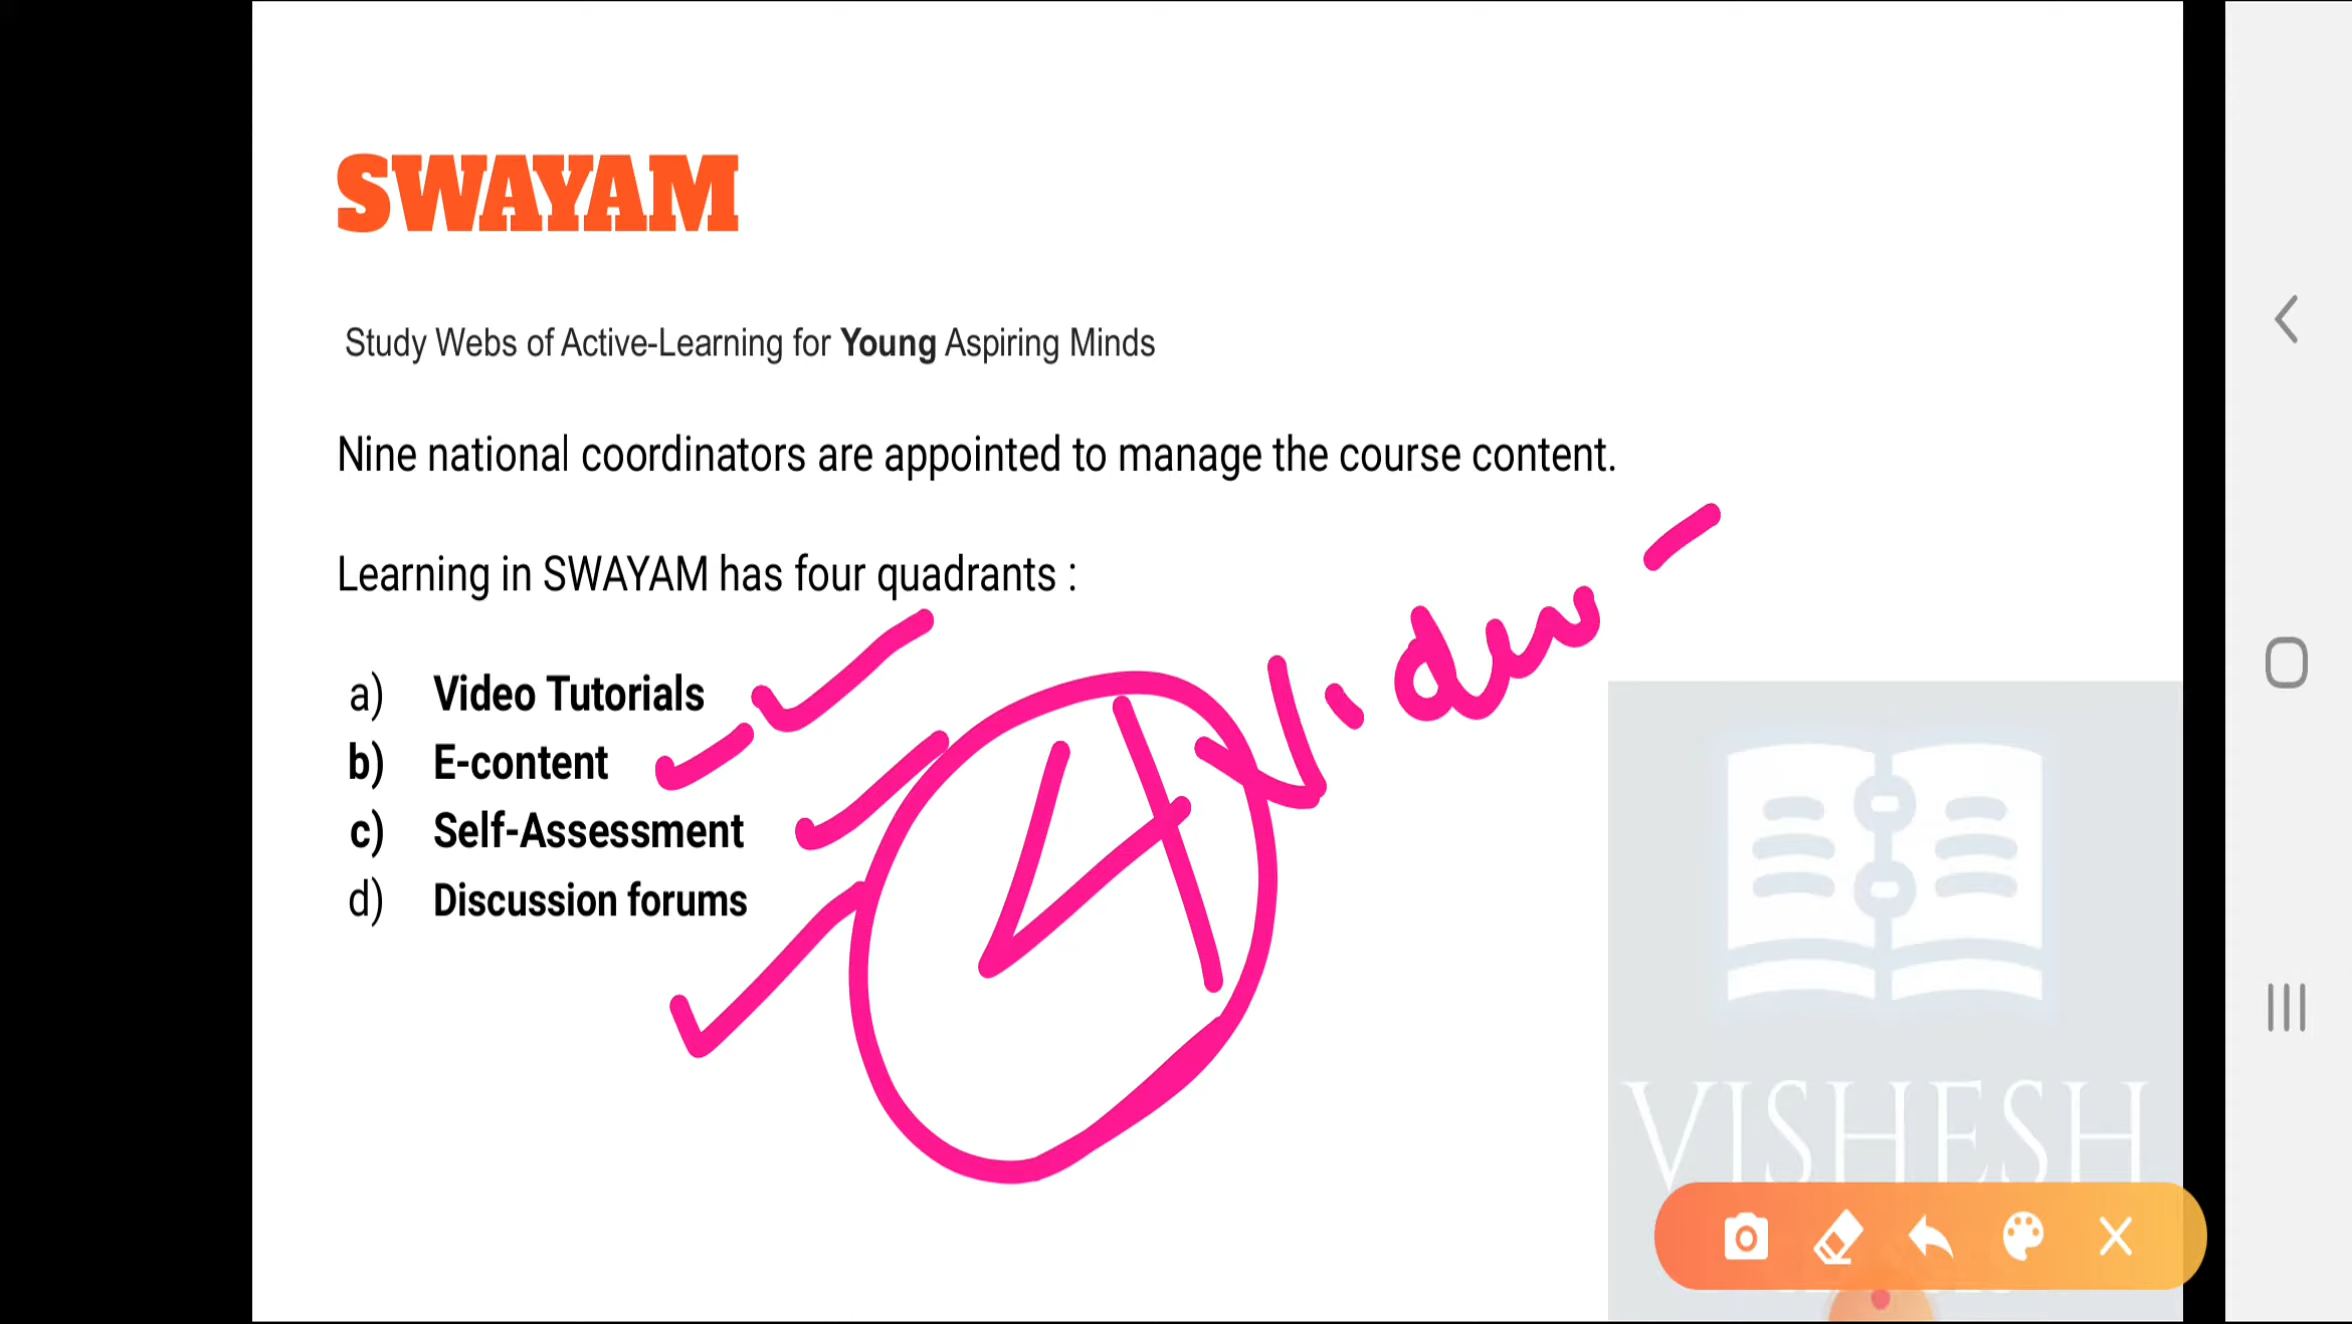 SWAYAM
Study Webs of Active-Learning for Young Aspiring Minds
Nine national coordinators are appointed to manage the course content.
Learning in SWAYAM has four quadrants :
a) Video Tutorials
b) E-content
c) Self-Assessment
d) Discussion forums
4
VISHESH